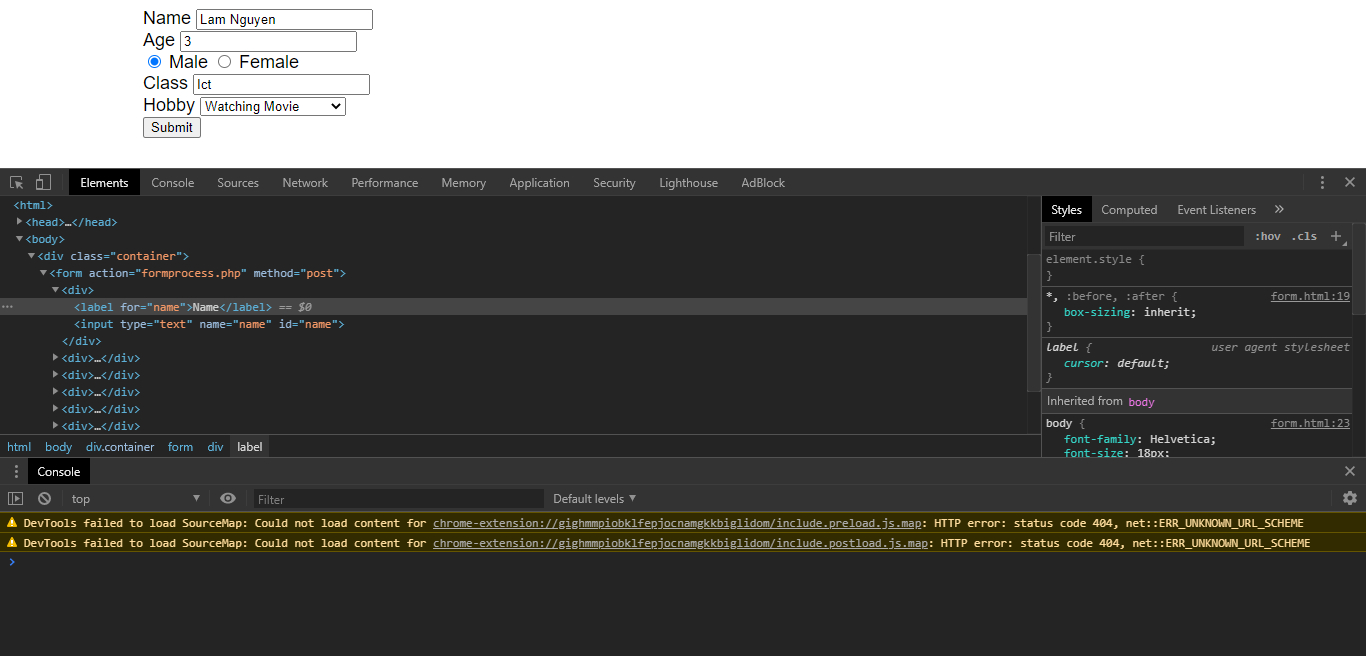 Name Lam Nguyen
Age 3
Male Female
Class Ict
Hobby Watching Movie
Submit
Elements Console Sources Network Performance Memory Application Security Lighthouse AdBlock
<html>
<head>…</head>
<body>
<div class="container">
<form action="formprocess.php" method="post">
<div>
<label for="name">Name</label> == $0
<input type="text" name="name" id="name">
</div>
<div>…</div>
<div>…</div>
<div>…</div>
<div>…</div>
<div>…</div>
html body div.container form div label
Styles Computed Event Listeners »
Filter :hov .cls +
element.style {
}
*, :before, :after { form.html:19
box-sizing: inherit;
}
label { user agent stylesheet
cursor: default;
}
Inherited from body
body { form.html:23
font-family: Helvetica;
font-size: 18px;
Console
top Filter Default levels
DevTools failed to load SourceMap: Could not load content for chrome-extension://gighmmpiobklfepjocnamgkkbiglidom/include.preload.js.map: HTTP error: status code 404, net::ERR_UNKNOWN_URL_SCHEME
DevTools failed to load SourceMap: Could not load content for chrome-extension://gighmmpiobklfepjocnamgkkbiglidom/include.postload.js.map: HTTP error: status code 404, net::ERR_UNKNOWN_URL_SCHEME